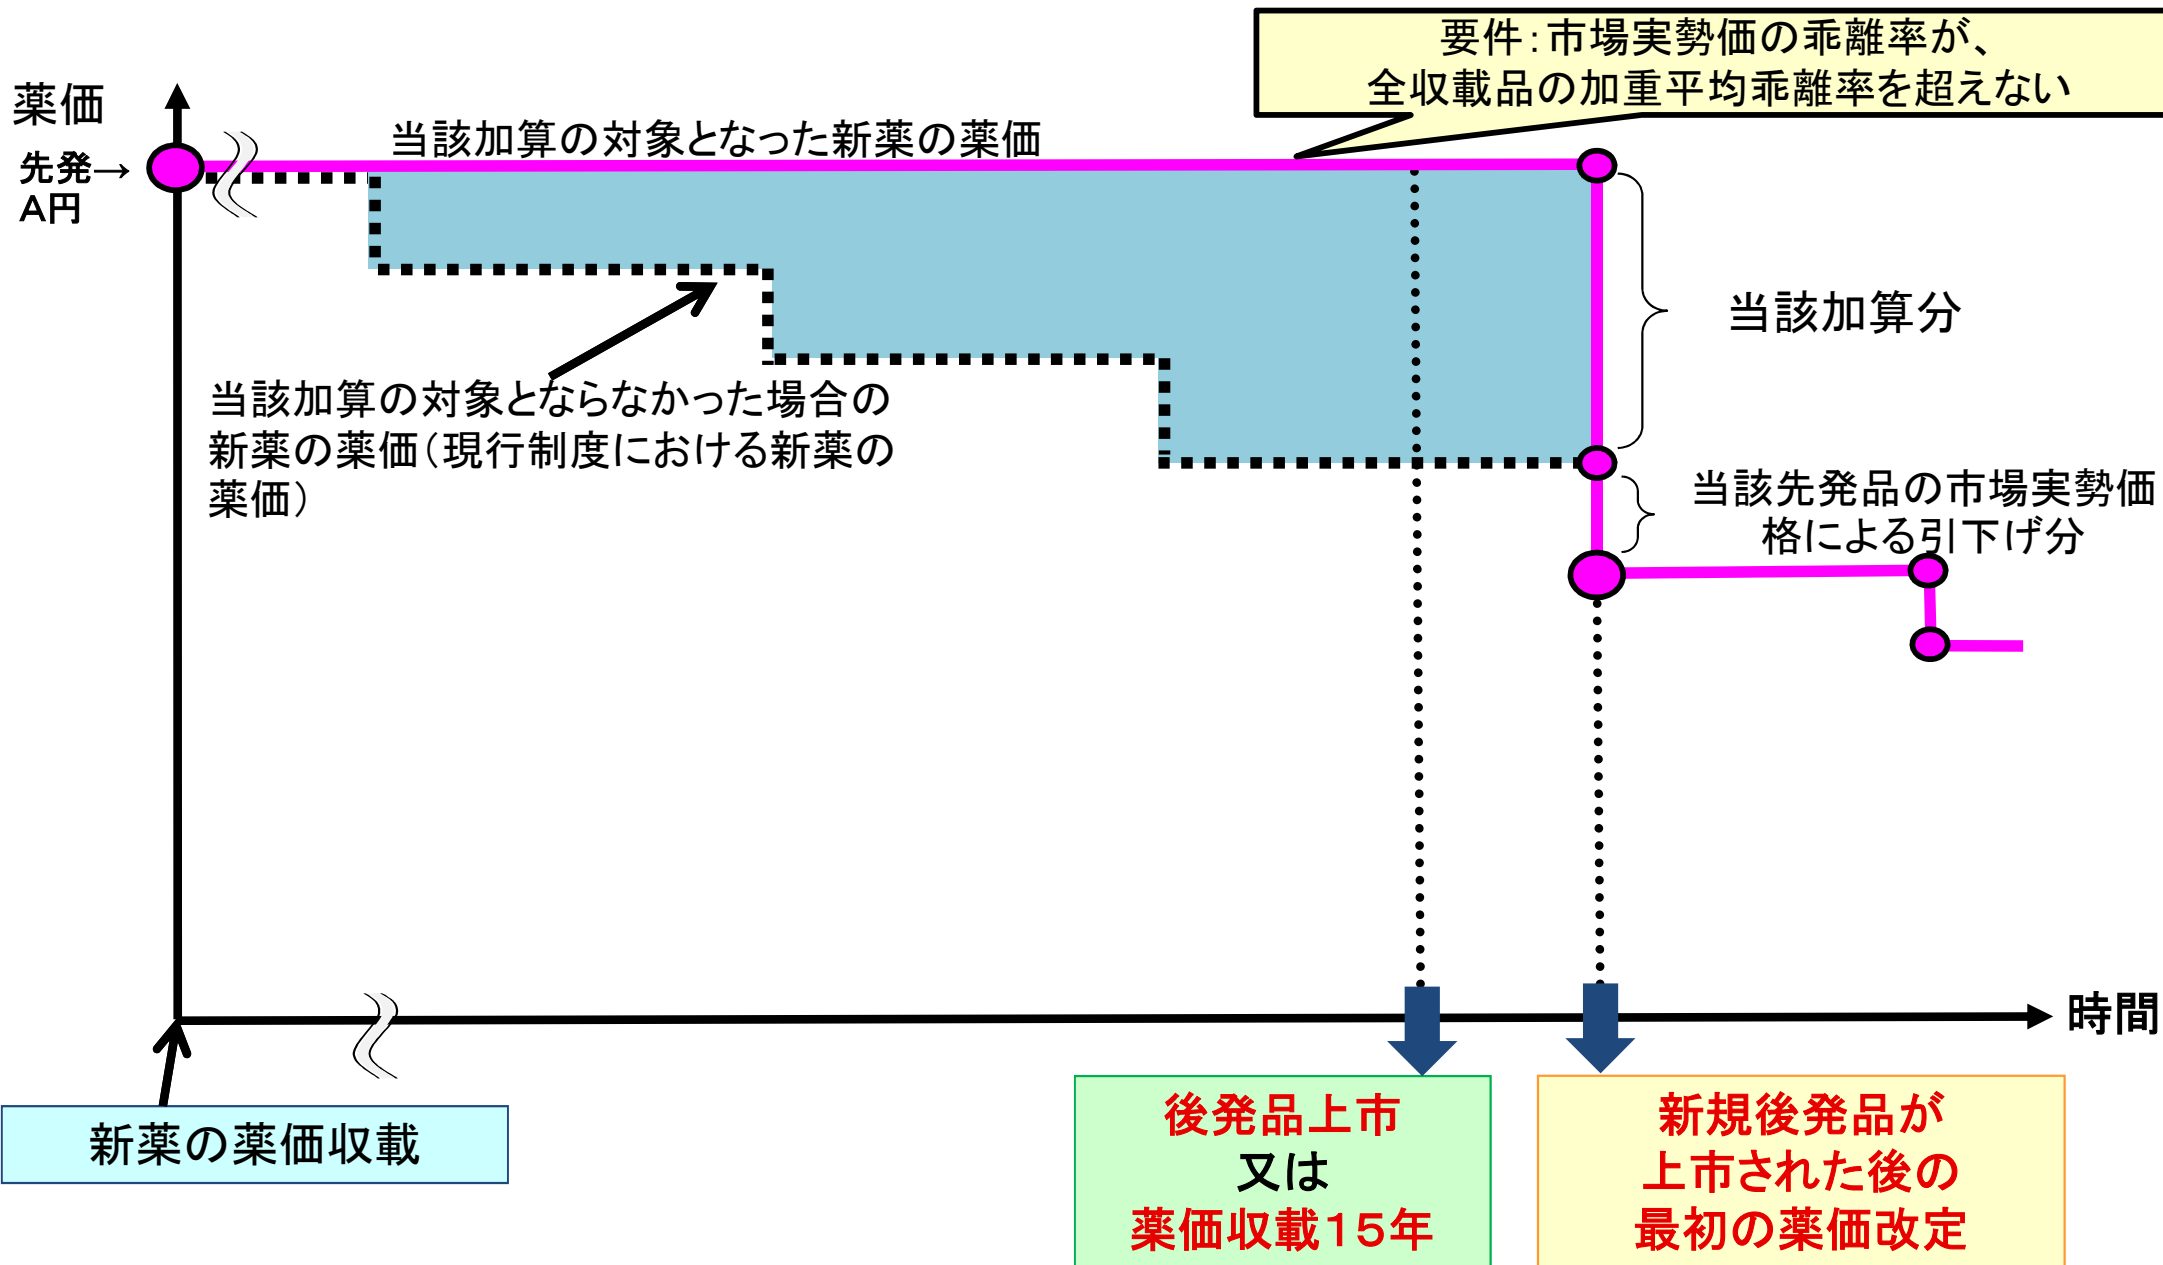 要件：市場実勢価の乖離率が、
全収載品の加重平均乖離率を超えない
薬価
先発→
A円
当該加算の対象となった新薬の薬価
当該加算分
当該加算の対象とならなかった場合の
新薬の薬価（現行制度における新薬の
薬価）
当該先発品の市場実勢価
格による引下げ分
時間
新薬の薬価収載
後発品上市
又は
薬価収載15年
新規後発品が
上市された後の
最初の薬価改定